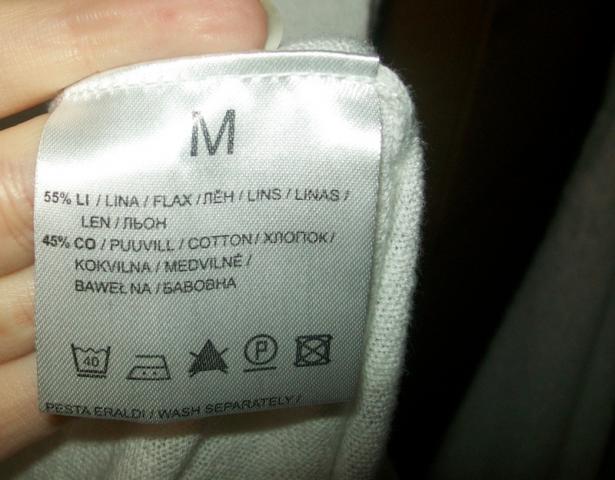 M
55% LI / LINA / FLAX / ЛЁН / LINS / LINAS /
LEN / ЛЬОН
45% CO / PUUVILL / COTTON / ХЛОПОК /
KOKVILNA / MEDVILNĖ /
BAWEŁNA / БАВОВНА
40 P
PESTA ERALDI / WASH SEPARATELY /